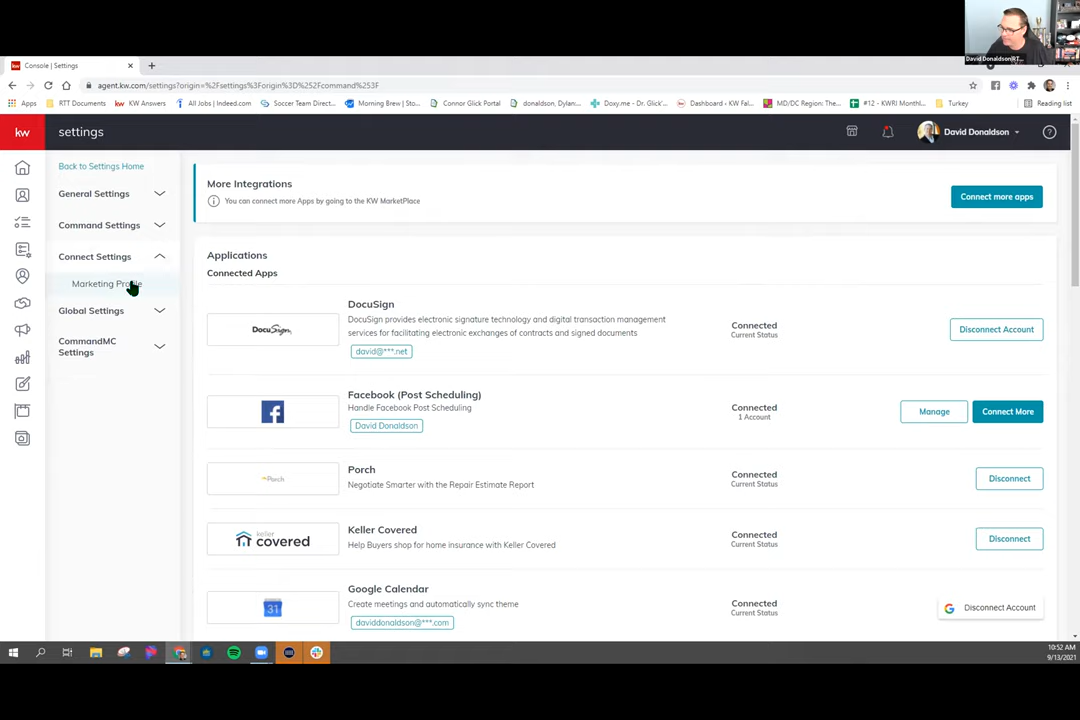 David Donaldson|RT...
Console | Settings
agent.kw.com/settings?origin=%2Fsettings%3Forigin%3D%252Fcommand%253F
Apps
RTT Documents
KW Answers
All Jobs | Indeed.com
Soccer Team Direct...
Morning Brew | Sto...
Connor Glick Portal
donaldson, Dylan...
Doxy.me - Dr. Glick'...
Dashboard ‹ KW Fal...
MD/DC Region: The...
#12 - KWRI Monthl...
Turkey
Reading list
kw
settings
David Donaldson
Back to Settings Home
General Settings
Command Settings
Connect Settings
Marketing Profile
Global Settings
CommandMC
Settings
More Integrations
You can connect more Apps by going to the KW MarketPlace
Connect more apps
Applications
Connected Apps
DocuSign
DocuSign
DocuSign provides electronic signature technology and digital transaction management
services for facilitating electronic exchanges of contracts and signed documents
david@***.net
Connected
Current Status
Disconnect Account
Facebook (Post Scheduling)
Handle Facebook Post Scheduling
David Donaldson
Connected
1 Account
Manage
Connect More
Porch
Porch
Negotiate Smarter with the Repair Estimate Report
Connected
Current Status
Disconnect
keller
covered
Keller Covered
Help Buyers shop for home insurance with Keller Covered
Connected
Current Status
Disconnect
31
Google Calendar
Create meetings and automatically sync theme
daviddonaldson@***.com
Connected
Current Status
Disconnect Account
10:52 AM
9/13/2021